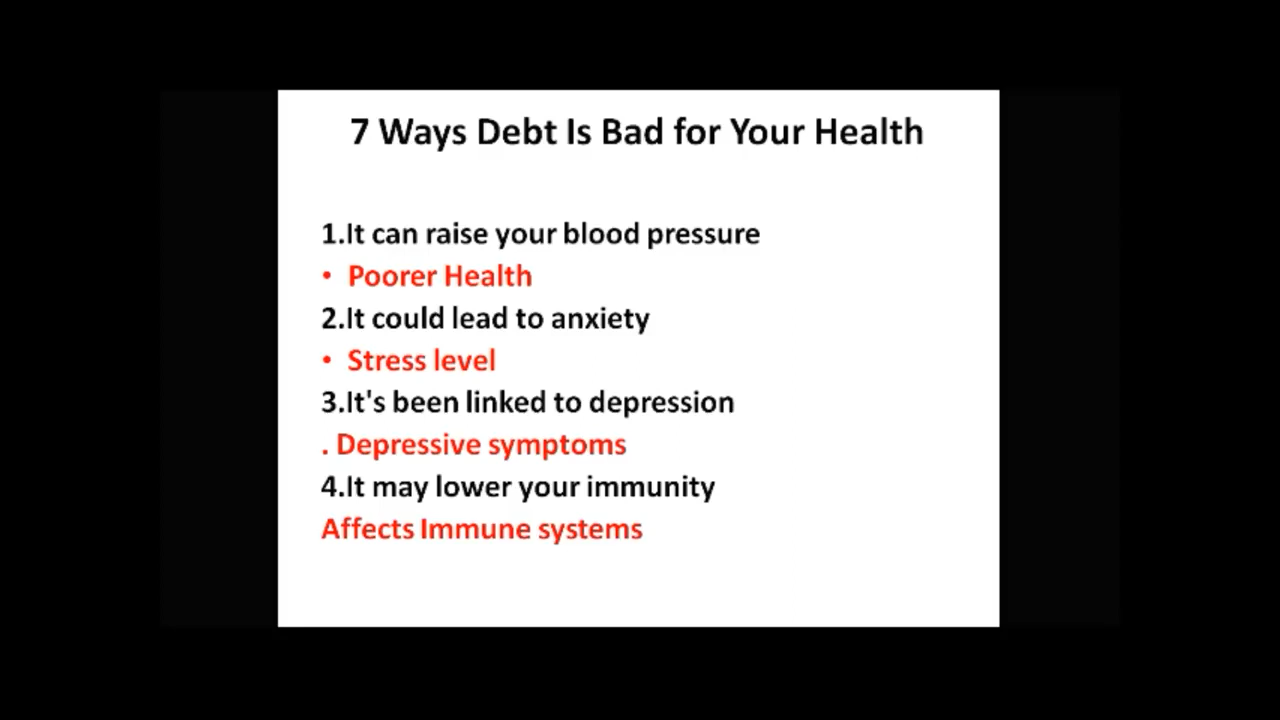 7 Ways Debt Is Bad for Your Health
1.It can raise your blood pressure
• Poorer Health
2.It could lead to anxiety
• Stress level
3.It's been linked to depression
. Depressive symptoms
4.It may lower your immunity
Affects Immune systems